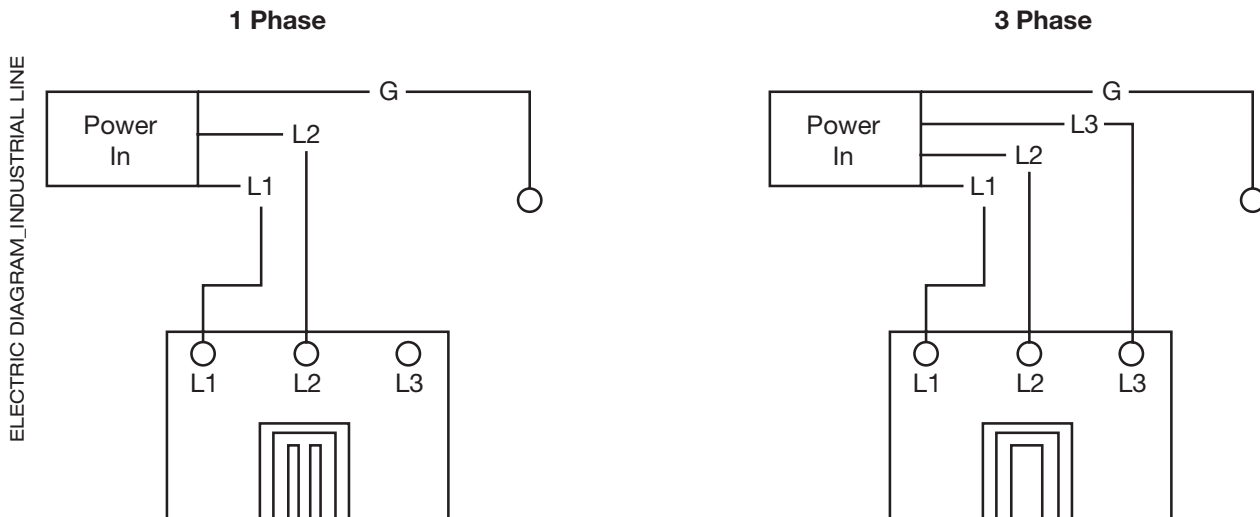 ELECTRIC DIAGRAM_INDUSTRIAL LINE
1 Phase
G
Power
In
L2
L1
L1
L2
L3
3 Phase
G
Power
In
L3
L2
L1
L1
L2
L3